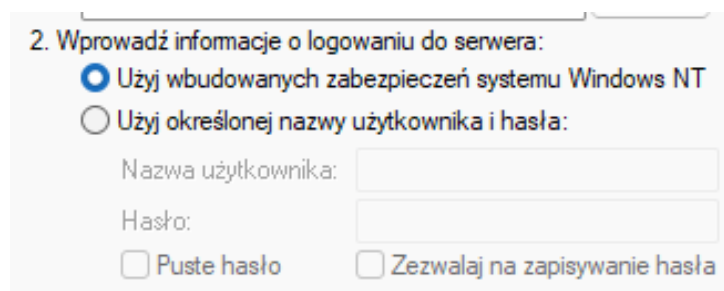 2. Wprowadź informacje o logowaniu do serwera:
Użyj wbudowanych zabezpieczeń systemu Windows NT
Użyj określonej nazwy użytkownika i hasła:
Nazwa użytkownika:
Hasło:
Puste hasło Zezwalaj na zapisywanie hasła